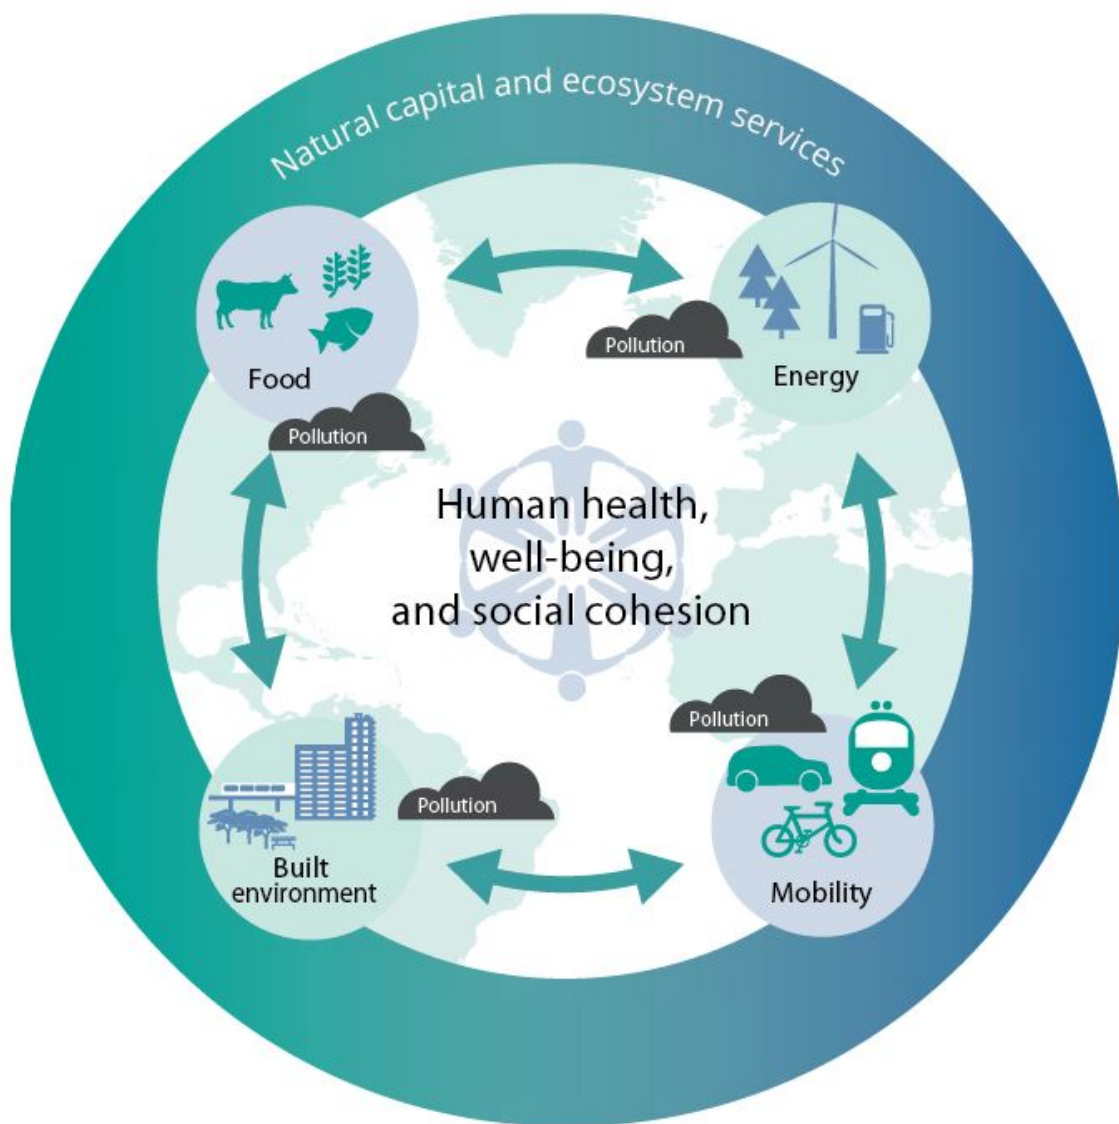 Natural capital and ecosystem services
Food
Pollution
Energy
Pollution
Human health,
well-being,
and social cohesion
Built
environment
Pollution
Mobility
Pollution